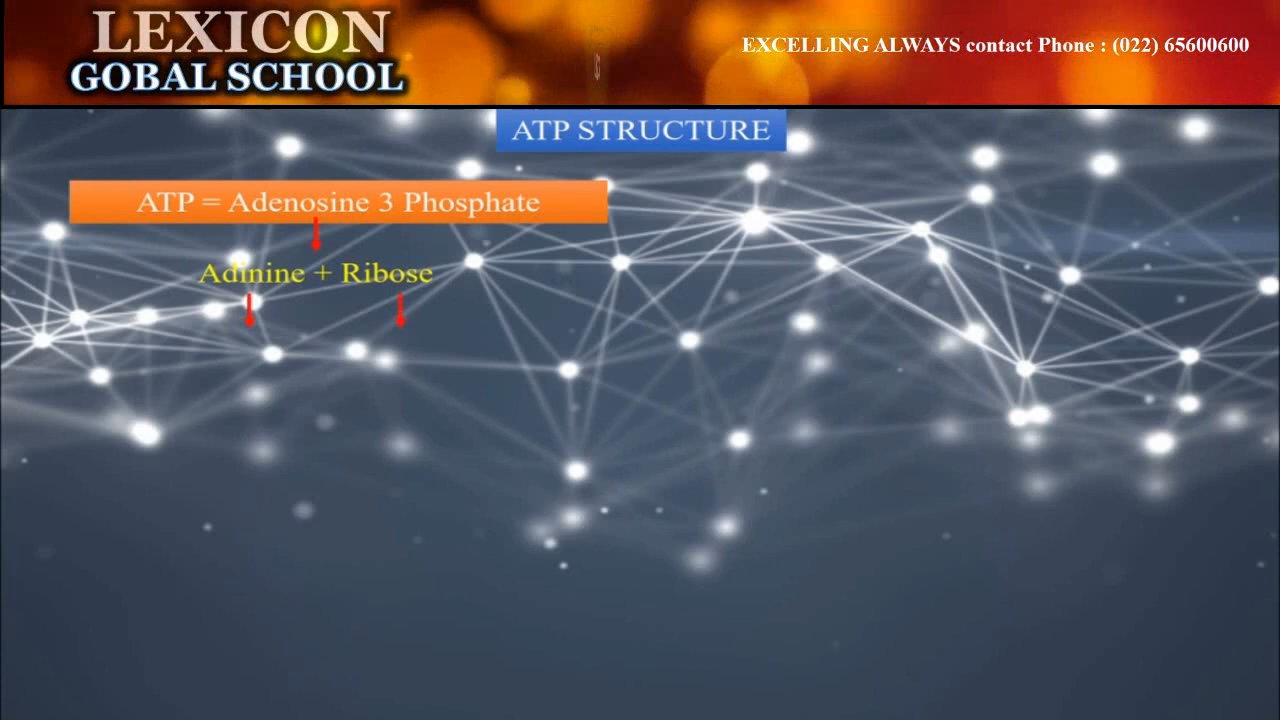 LEXICON
GOBAL SCHOOL
EXCELLING ALWAYS contact Phone : (022) 65600600
ATP STRUCTURE
ATP = Adenosine 3 Phosphate
Adinine + Ribose